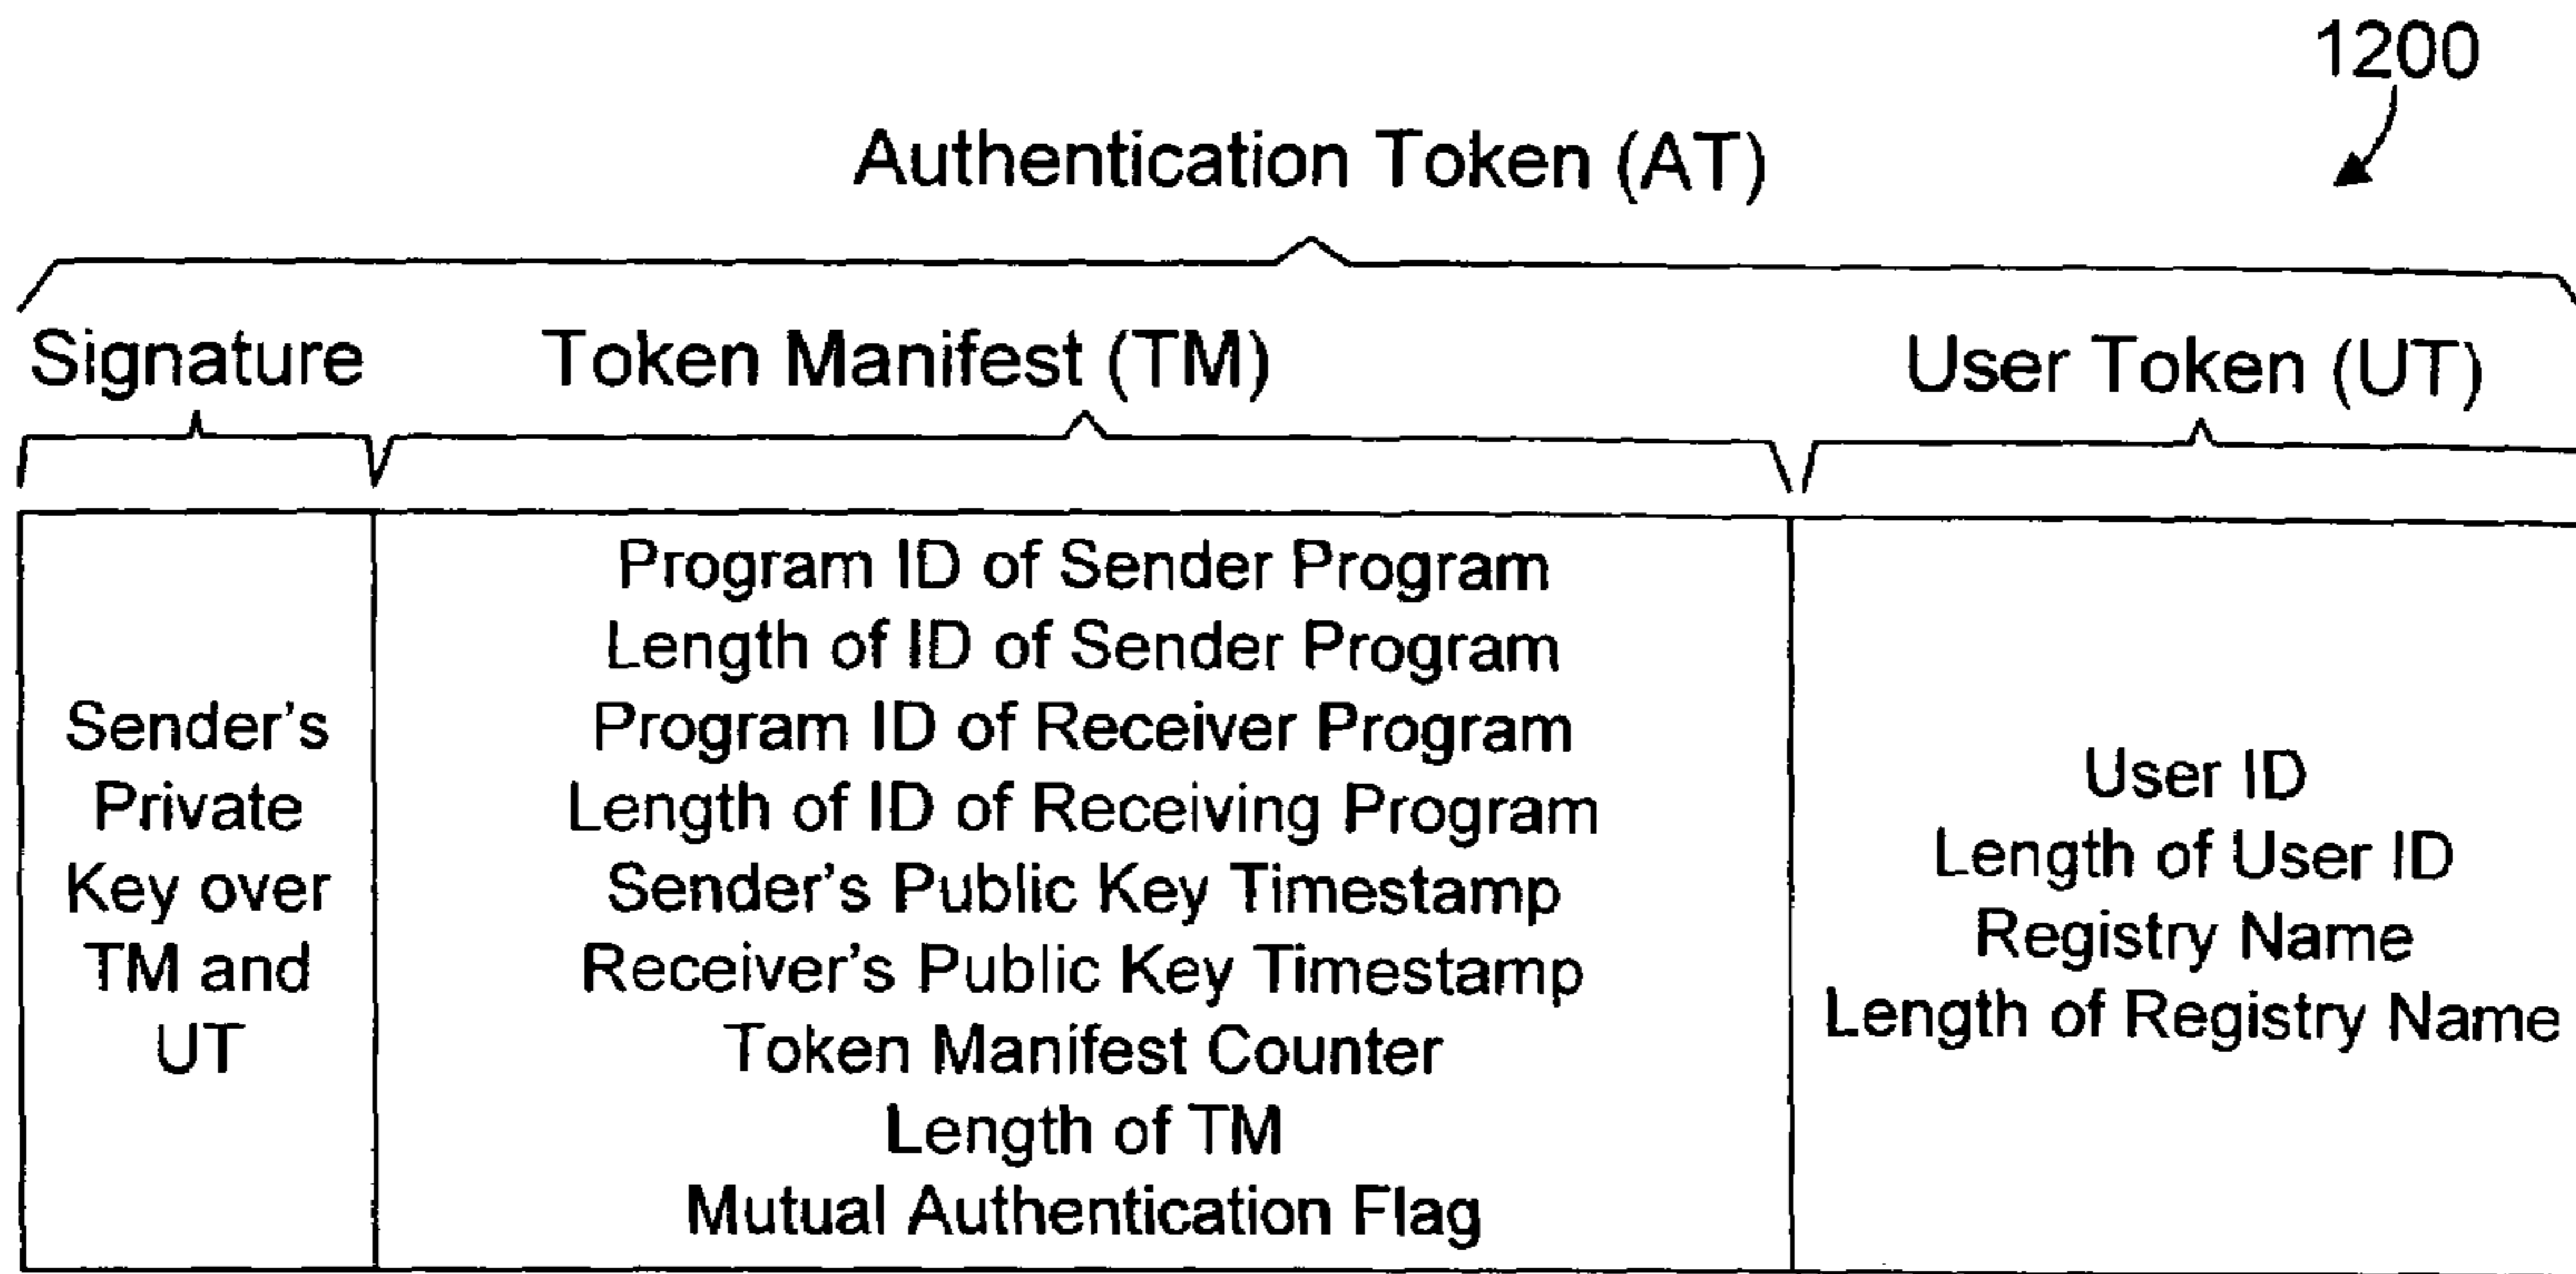 1200
Authentication Token (AT)
Signature
Token Manifest (TM)
User Token (UT)
Sender's
Private
Key over
TM and
UT
Program ID of Sender Program
Length of ID of Sender Program
Program ID of Receiver Program
Length of ID of Receiving Program
Sender's Public Key Timestamp
Receiver's Public Key Timestamp
Token Manifest Counter
Length of TM
Mutual Authentication Flag
User ID
Length of User ID
Registry Name
Length of Registry Name